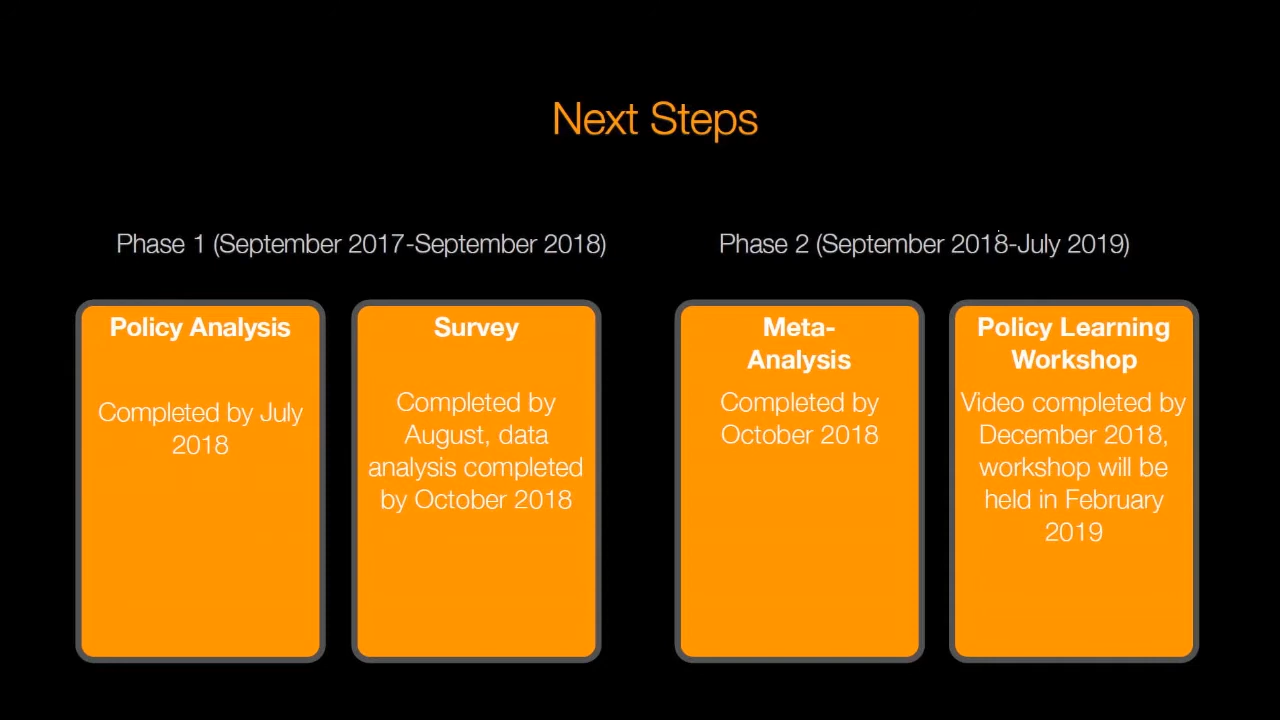 Next Steps
Phase 1 (September 2017-September 2018)
Phase 2 (September 2018-July 2019)
Policy Analysis
Completed by July
2018
Survey
Completed by
August, data
analysis completed
by October 2018
Meta-
Analysis
Completed by
October 2018
Policy Learning
Workshop
Video completed by
December 2018,
workshop will be
held in February
2019